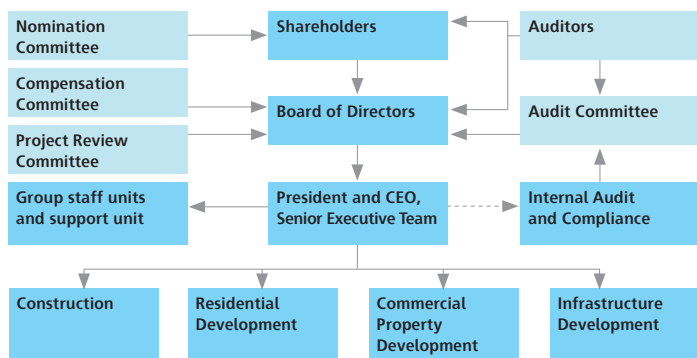 Nomination
Committee
Shareholders
Auditors
Compensation
Committee
Board of Directors
Audit Committee
Project Review
Committee
Group staff units
and support unit
President and CEO,
Senior Executive Team
Internal Audit
and Compliance
Construction
Residential
Development
Commercial
Property
Development
Infrastructure
Development